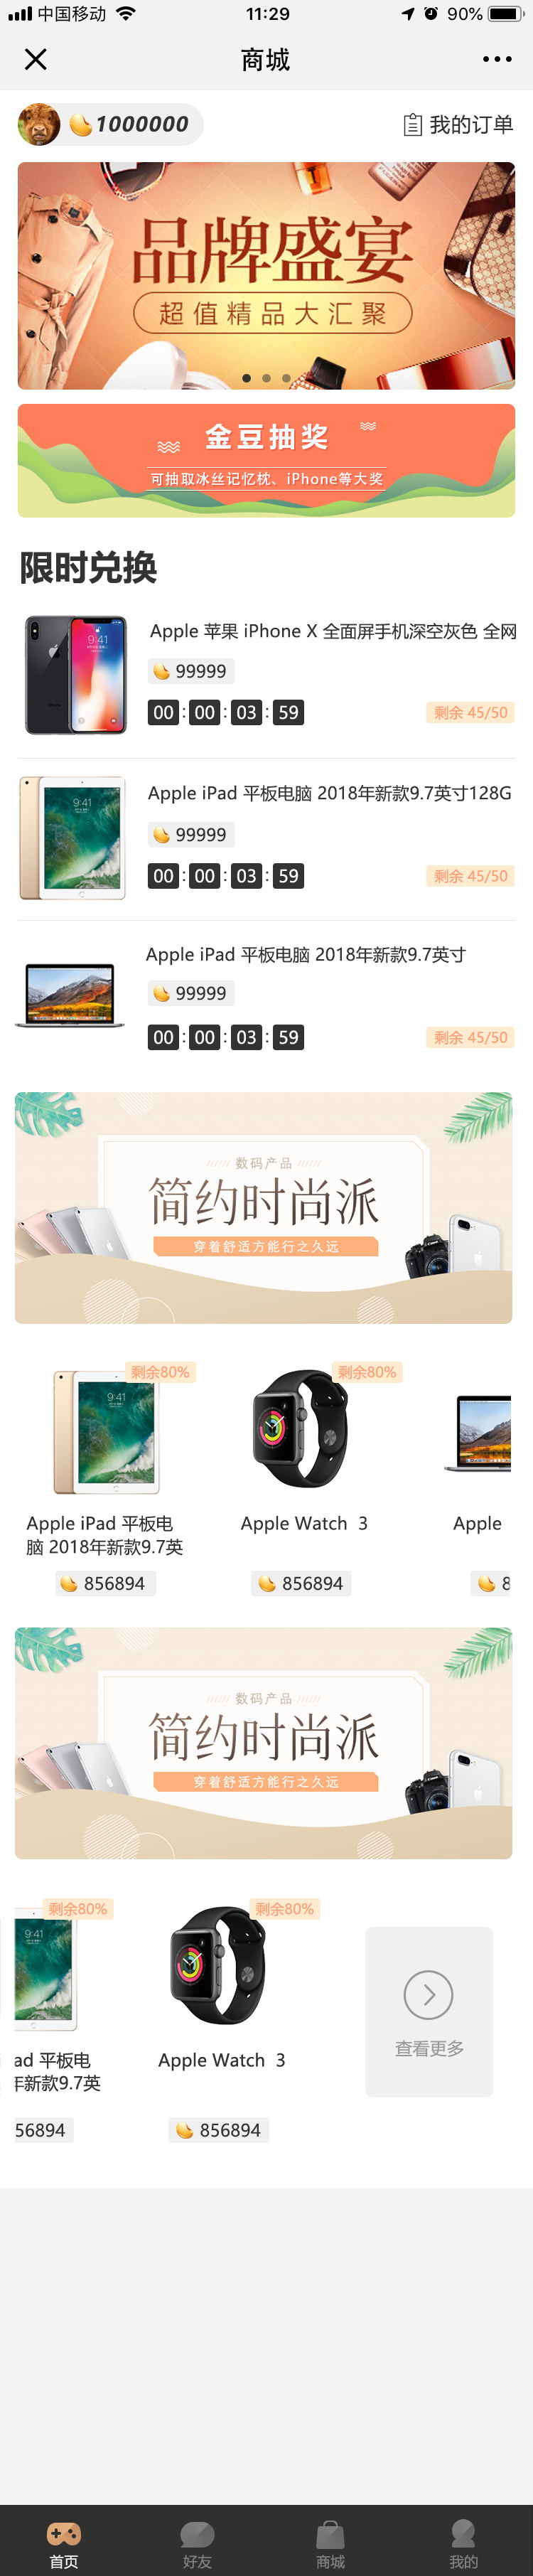 中国移动 11:29 90%
商城
1000000 我的订单
品牌盛宴
超值精品大汇聚
金豆抽奖
可抽取冰丝记忆枕、iPhone等大奖
限时兑换
Apple 苹果 iPhone X 全面屏手机深空灰色 全网
99999
00 : 00 : 03 : 59 剩余 45/50
Apple iPad 平板电脑 2018年新款9.7英寸128G
99999
00 : 00 : 03 : 59 剩余 45/50
Apple iPad 平板电脑 2018年新款9.7英寸
99999
00 : 00 : 03 : 59 剩余 45/50
数码产品
简约时尚派
穿着舒适方能行之久远
剩余80% 剩余80%
9:41
Apple iPad 平板电
脑 2018年新款9.7英
Apple Watch 3
Apple
856894 856894 8
数码产品
简约时尚派
穿着舒适方能行之久远
剩余80% 剩余80%
9:41
ad 平板电
年新款9.7英
Apple Watch 3
查看更多
856894 856894
首页 好友 商城 我的